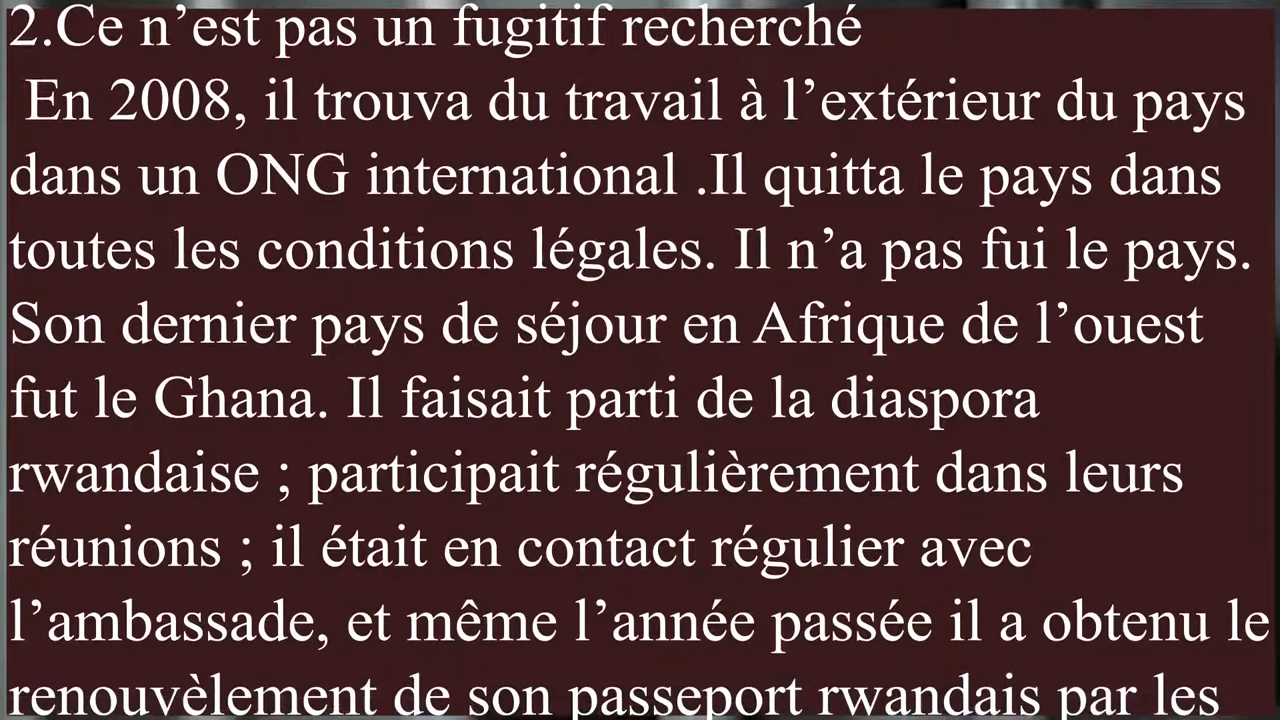 2.Ce n’est pas un fugitif recherché
En 2008, il trouva du travail à l’extérieur du pays
dans un ONG international .Il quitta le pays dans
toutes les conditions légales. Il n’a pas fui le pays.
Son dernier pays de séjour en Afrique de l’ouest
fut le Ghana. Il faisait parti de la diaspora
rwandaise ; participait régulièrement dans leurs
réunions ; il était en contact régulier avec
l’ambassade, et même l’année passée il a obtenu le
renouvèlement de son passeport rwandais par les